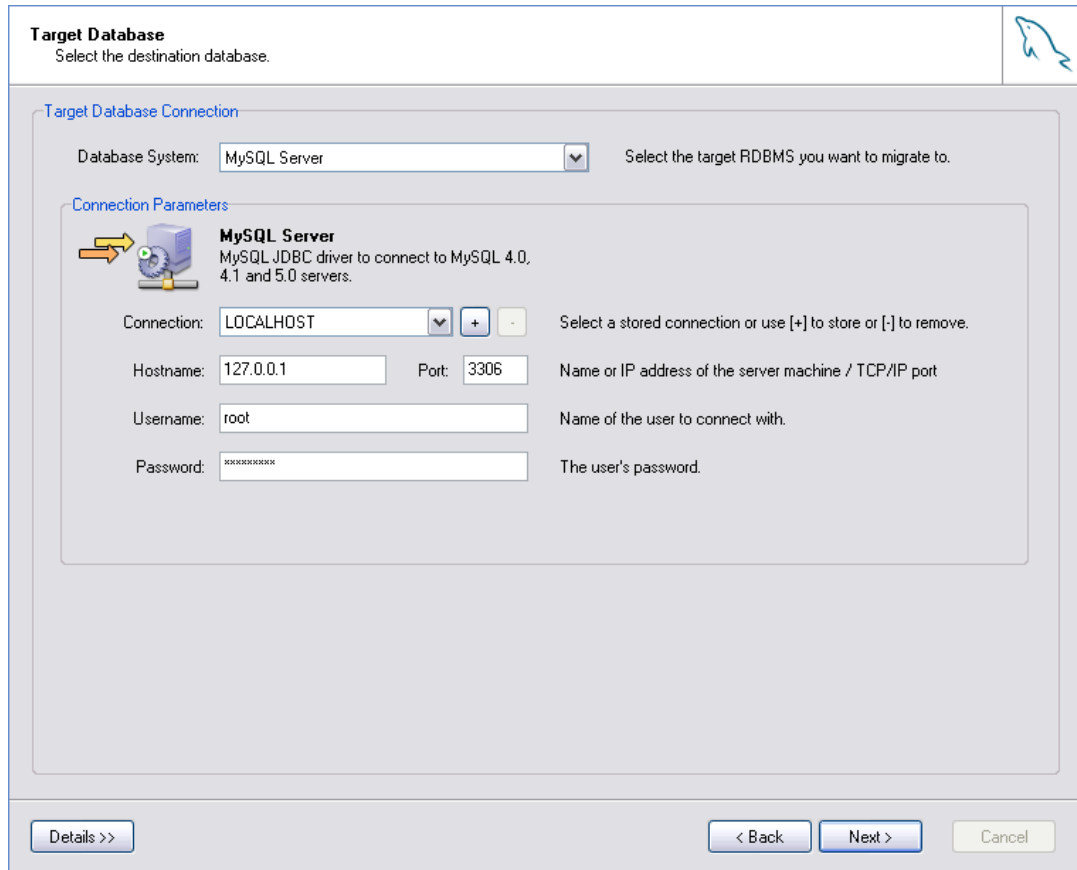 Target Database
Select the destination database.
Target Database Connection
Database System: MySQL Server Select the target RDBMS you want to migrate to.
Connection Parameters
MySQL Server
MySQL JDBC driver to connect to MySQL 4.0,
4.1 and 5.0 servers.
Connection: LOCALHOST + - Select a stored connection or use [+] to store or [-] to remove.
Hostname: 127.0.0.1 Port: 3306 Name or IP address of the server machine / TCP/IP port
Username: root Name of the user to connect with.
Password: ********* The user's password.
Details >> < Back Next > Cancel